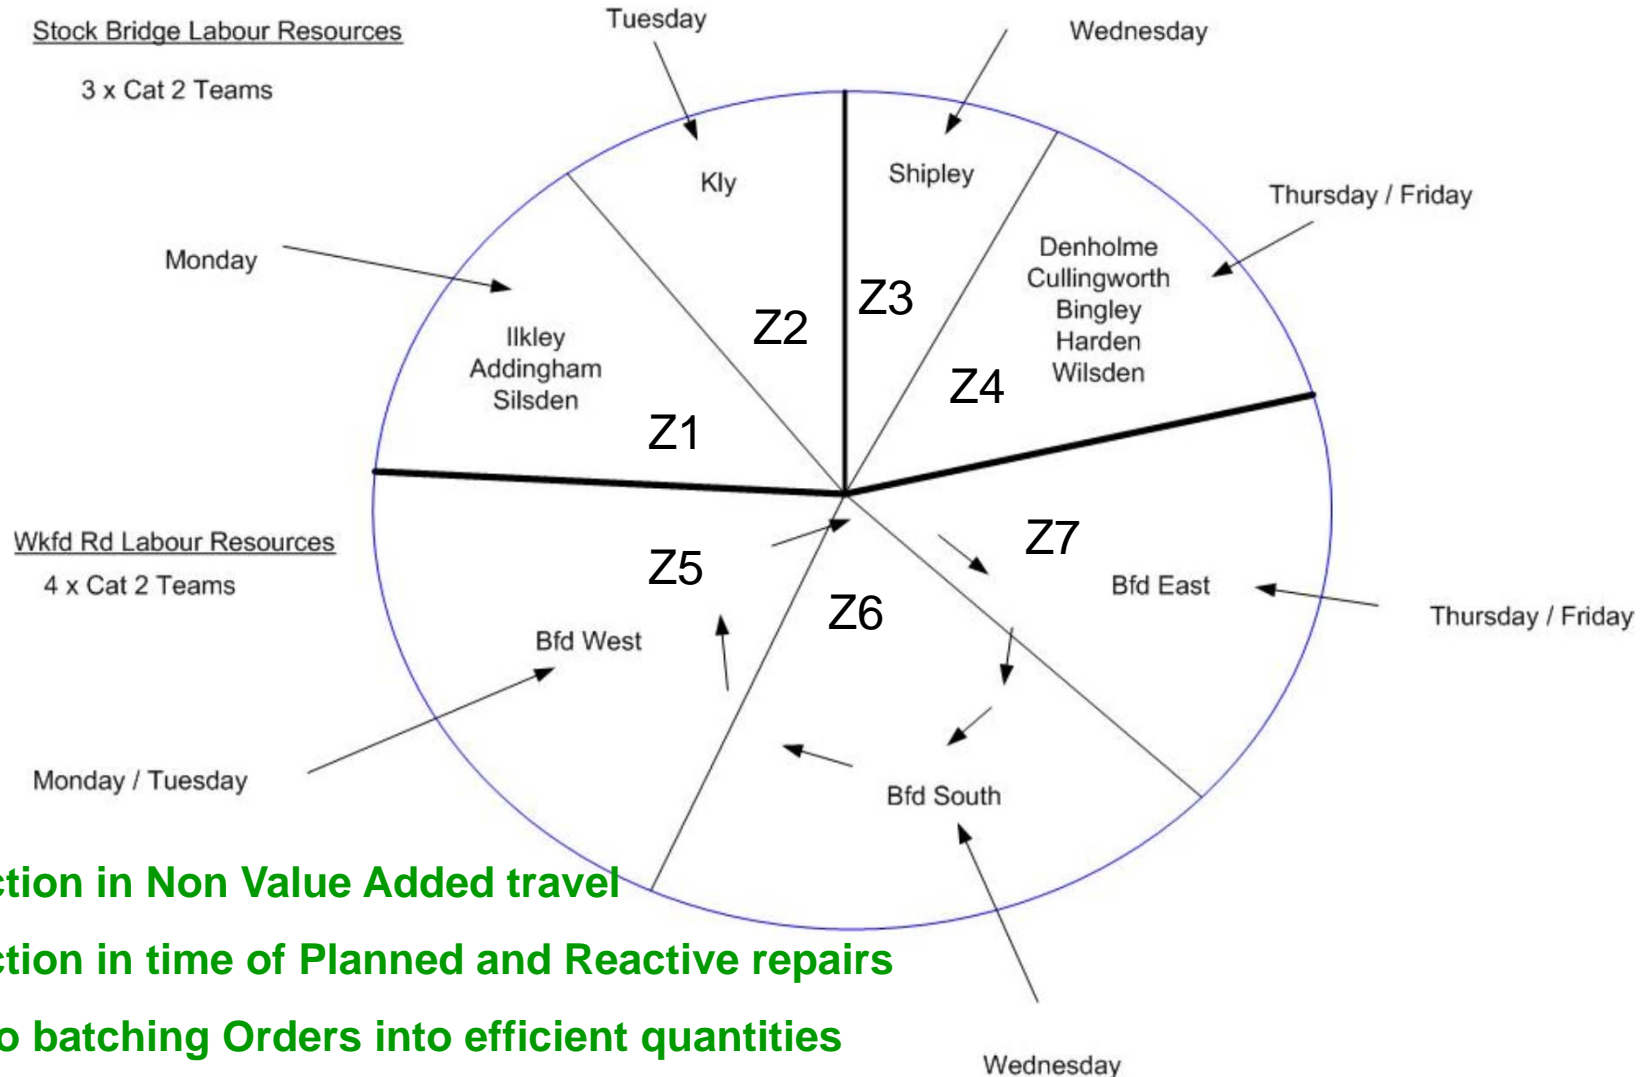 Stock Bridge Labour Resources
3 x Cat 2 Teams
Tuesday
Wednesday
Kly
Shipley
Thursday / Friday
Monday
Denholme
Cullingworth
Bingley
Harden
Wilsden
Z3
Z2
Ilkley
Addingham
Silsden
Z4
Z1
Wkfd Rd Labour Resources
4 x Cat 2 Teams
Z7
Z5
Bfd East
Z6
Thursday / Friday
Bfd West
Monday / Tuesday
Bfd South
in Non Value Added travel
in time of Planned and Reactive repairs
batching Orders into efficient quantities
Wednesday